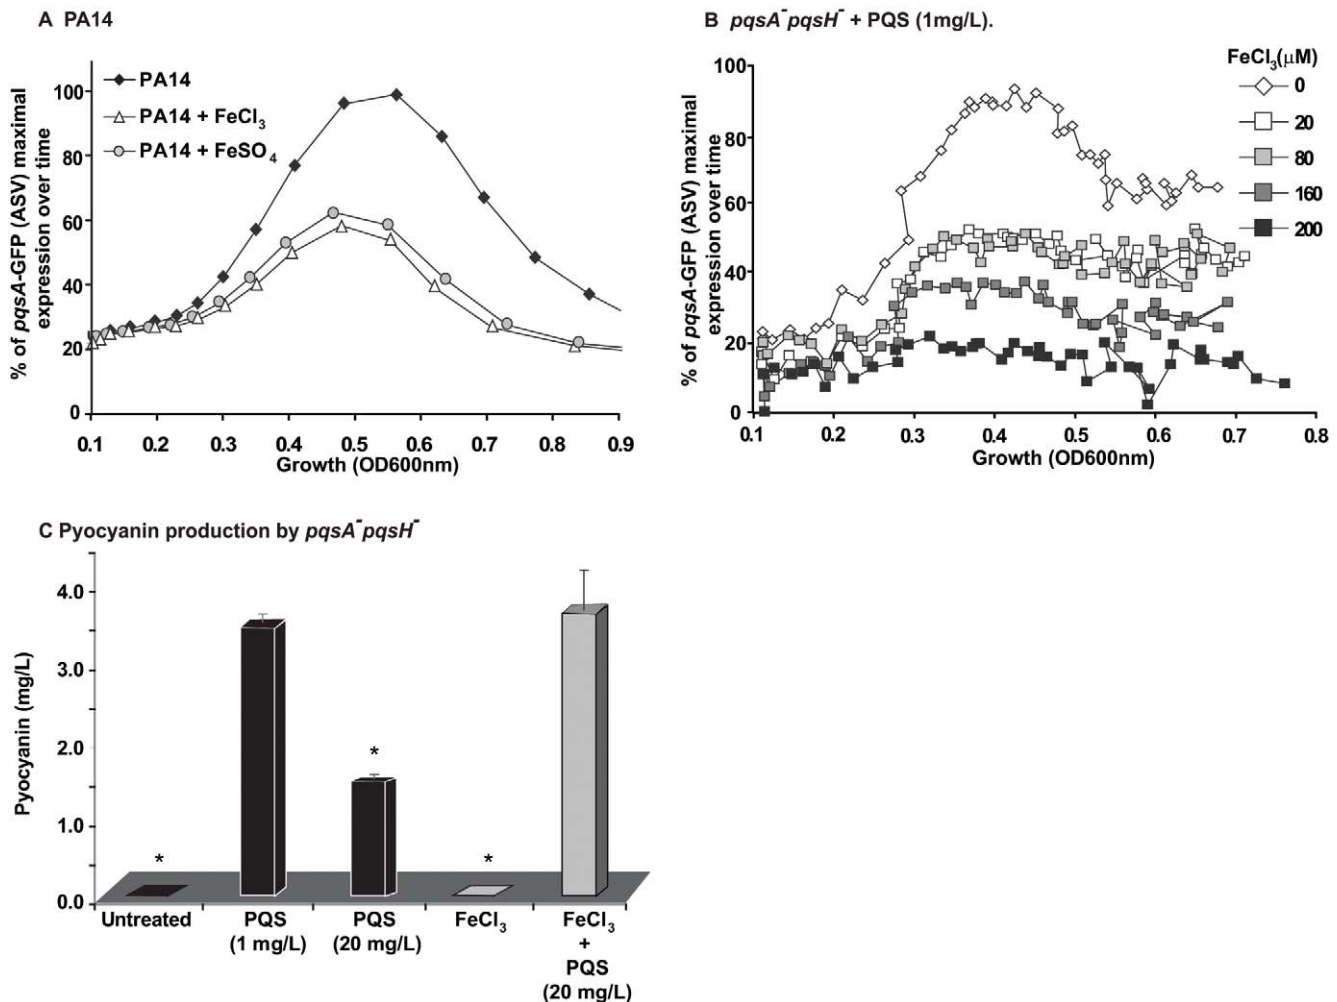 A PA14
% of pqsA-GFP (ASV) maximal
expression over time
100
80
60
40
20
0
PA14
PA14 + FeCl3
PA14 + FeSO4
0.1 0.2 0.3 0.4 0.5 0.6 0.7 0.8 0.9
Growth (OD600nm)
B pqsA⁻pqsH⁻ + PQS (1mg/L).
% of pqsA-GFP (ASV) maximal
expression over time
100
80
60
40
20
0
FeCl3(μM)
0
20
80
160
200
0.1 0.2 0.3 0.4 0.5 0.6 0.7 0.8
Growth (OD600nm)
C Pyocyanin production by pqsA⁻pqsH⁻
Pyocyanin (mg/L)
4.0
3.0
2.0
1.0
0.0
*
*
*
Untreated
PQS
(1 mg/L)
PQS
(20 mg/L)
FeCl3
FeCl3
+
PQS
(20 mg/L)